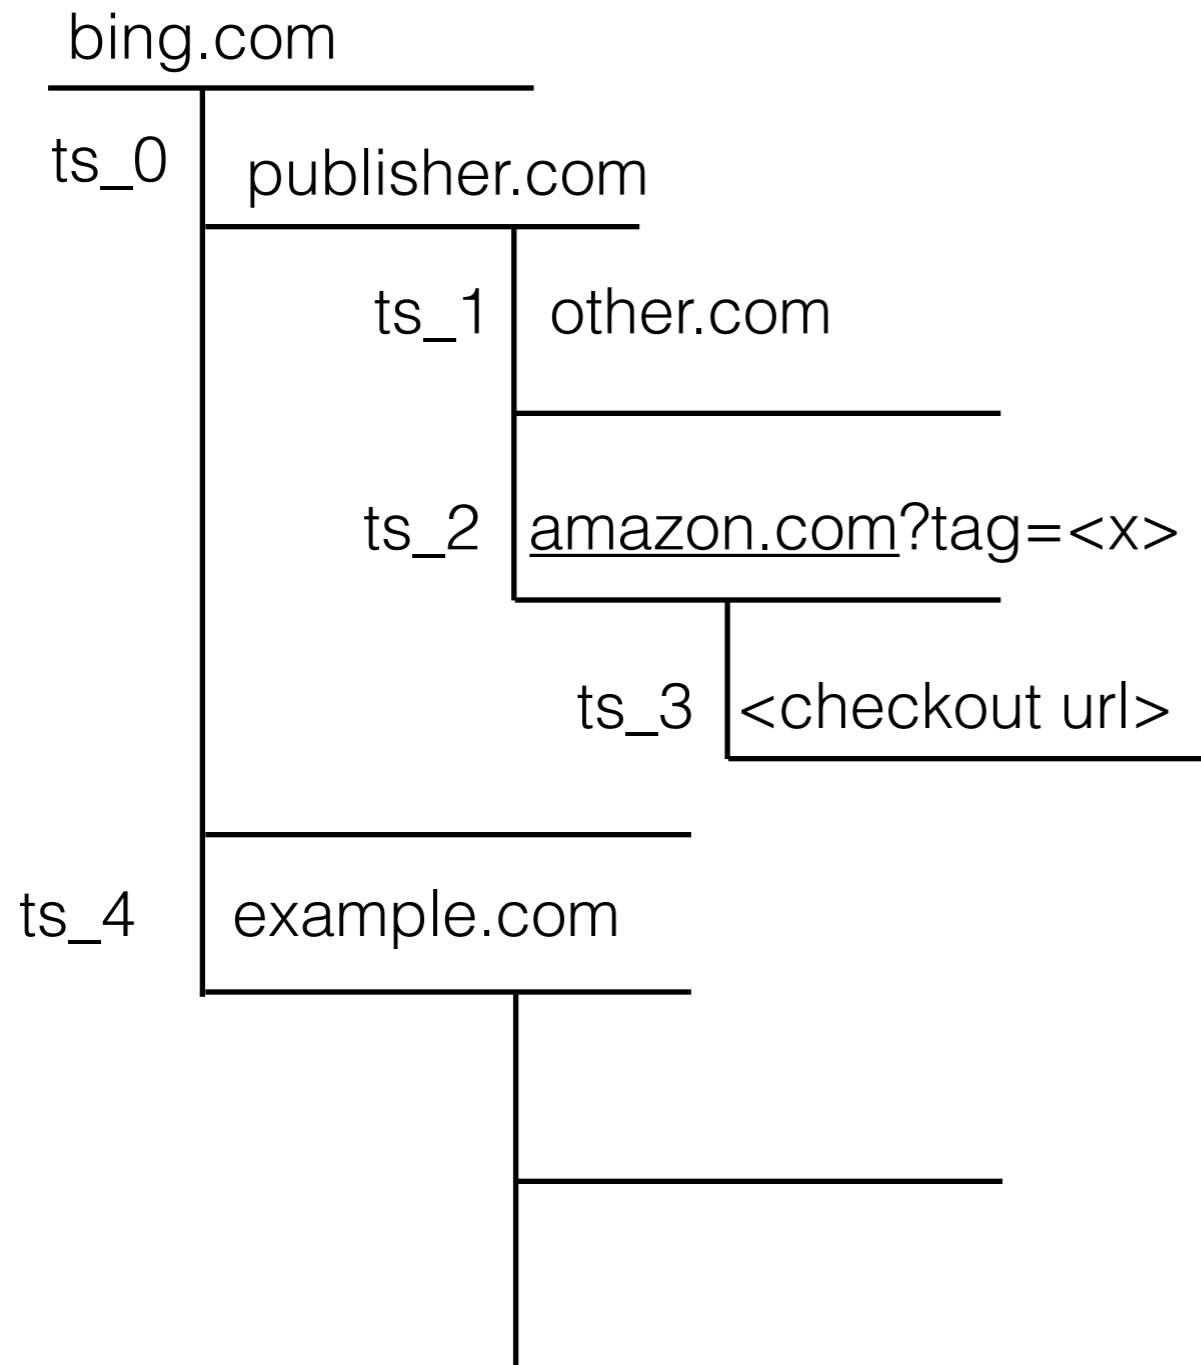 bing.com
ts_0
publisher.com
ts_1
other.com
ts_2
amazon.com?tag=<x>
ts_3
<checkout url>
ts_4
example.com